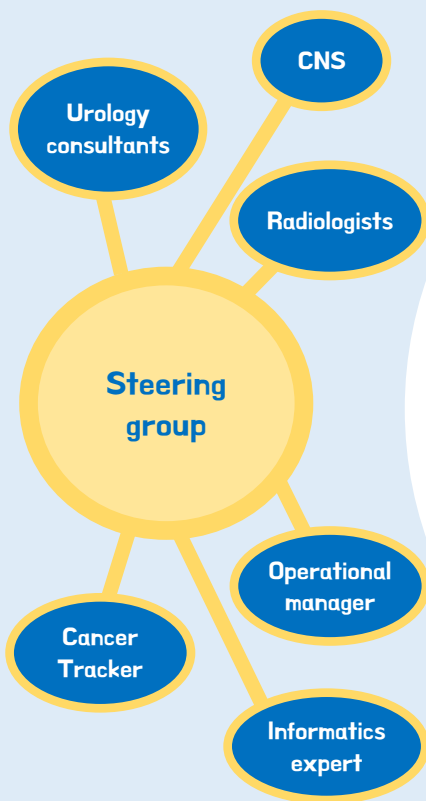 CNS
Urology
consultants
Radiologists
Steering
group
Operational
manager
Cancer
Tracker
Informatics
expert